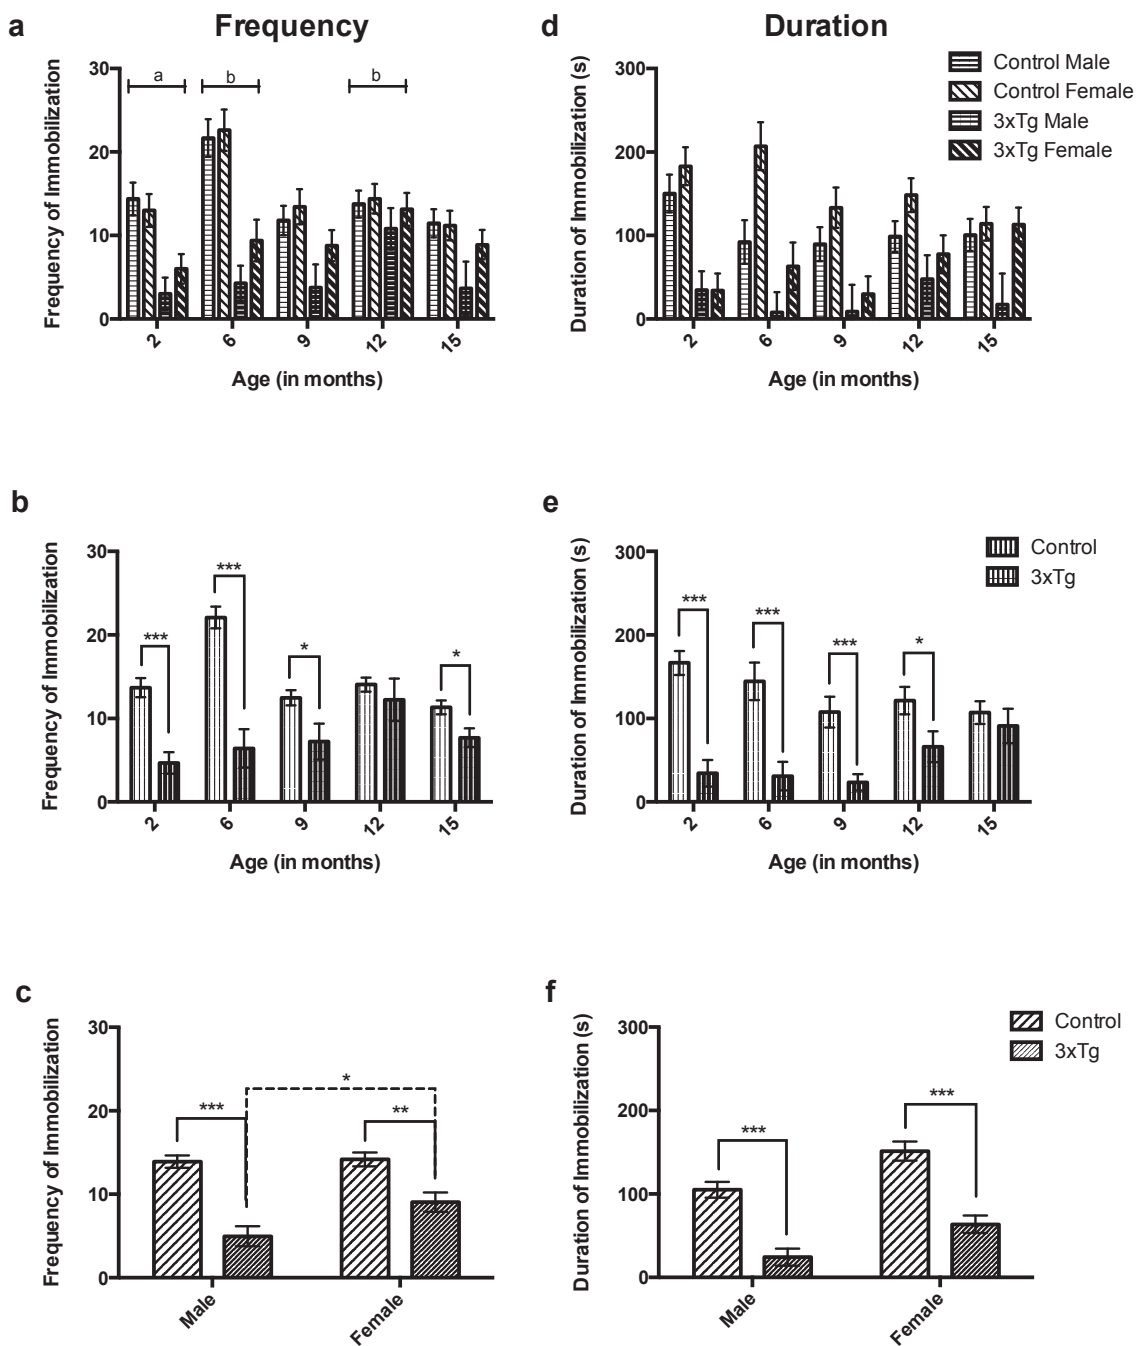 a
Frequency
Frequency of Immobilization
30
20
10
0
a
b
b
2
6
9
12
15
Age (in months)
d
Duration
Duration of Immobilization (s)
300
200
100
0
Control Male
Control Female
3xTg Male
3xTg Female
2
6
9
12
15
Age (in months)
b
Frequency of Immobilization
30
20
10
0
***
***
*
*
2
6
9
12
15
Age (in months)
e
Duration of Immobilization (s)
300
200
100
0
***
***
***
*
Control
3xTg
2
6
9
12
15
Age (in months)
c
Frequency of Immobilization
30
20
10
0
***
*
**
Male
Female
f
Duration of Immobilization (s)
300
200
100
0
***
***
Control
3xTg
Male
Female